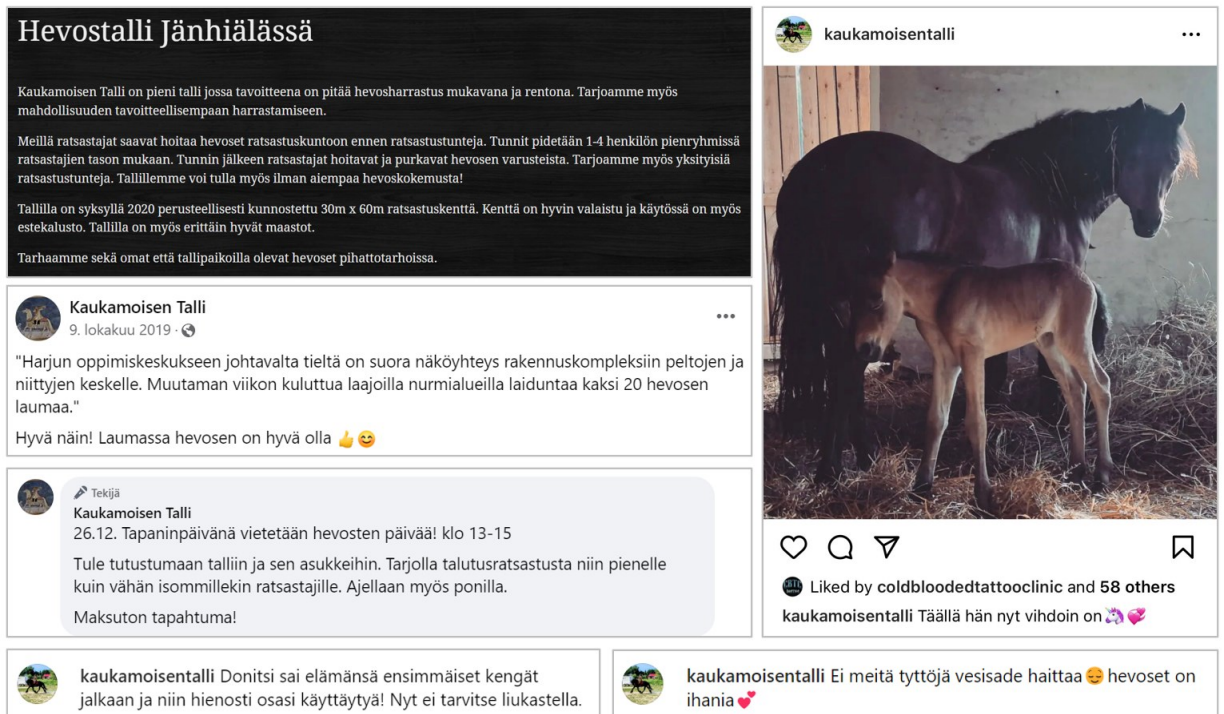 Hevostalli Jänhiälässä
Kaukamoisen Talli on pieni talli jossa tavoitteena on pitää hevosharrastus mukavana ja rentona. Tarjoamme myös
mahdollisuuden tavoitteellisempaan harrastamiseen.
Meillä ratsastajat saavat hoitaa hevoset ratsastuskuntoon ennen ratsastustunteja. Tunnit pidetään 1-4 henkilön pienryhmissä
ratsastajien tason mukaan. Tunnin jälkeen ratsastajat hoitavat ja purkavat hevosen varusteista. Tarjoamme myös yksityisiä
ratsastustunteja. Tallillemme voi tulla myös ilman aiempaa hevoskokemusta!
Tallilla on syksyllä 2020 perusteellisesti kunnostettu 30m x 60m ratsastuskenttä. Kenttä on hyvin valaistu ja käytössä on myös
estekalusto. Tallilla on myös erittäin hyvät maastot.
Tarhaamme sekä omat että tallipaikoilla olevat hevoset pihattotarhoissa.
Kaukamoisen Talli
9. lokakuu 2019 ·
"Harjun oppimiskeskukseen johtavalta tieltä on suora näköyhteys rakennuskompleksiin peltojen ja
niittyjen keskelle. Muutaman viikon kuluttua laajoilla nurmialueilla laiduntaa kaksi 20 hevosen
laumaa."
Hyvä näin! Laumassa hevosen on hyvä olla 👍😊
Tekijä
Kaukamoisen Talli
26.12. Tapaninpäivänä vietetään hevosten päivää! klo 13-15
Tule tutustumaan talliin ja sen asukkeihin. Tarjolla talutusratsastusta niin pienelle
kuin vähän isommillekin ratsastajille. Ajellaan myös ponilla.
Maksuton tapahtuma!
kaukamoisentalli
Liked by coldbloodedtattooclinic and 58 others
kaukamoisentalli Täällä hän nyt vihdoin on🦄💞
kaukamoisentalli Donitsi sai elämänsä ensimmäiset kengät
jalkaan ja niin hienosti osasi käyttäytyä! Nyt ei tarvitse liukastella.
kaukamoisentalli Ei meitä tyttöjä vesisade haittaa😌hevoset on
ihania💕